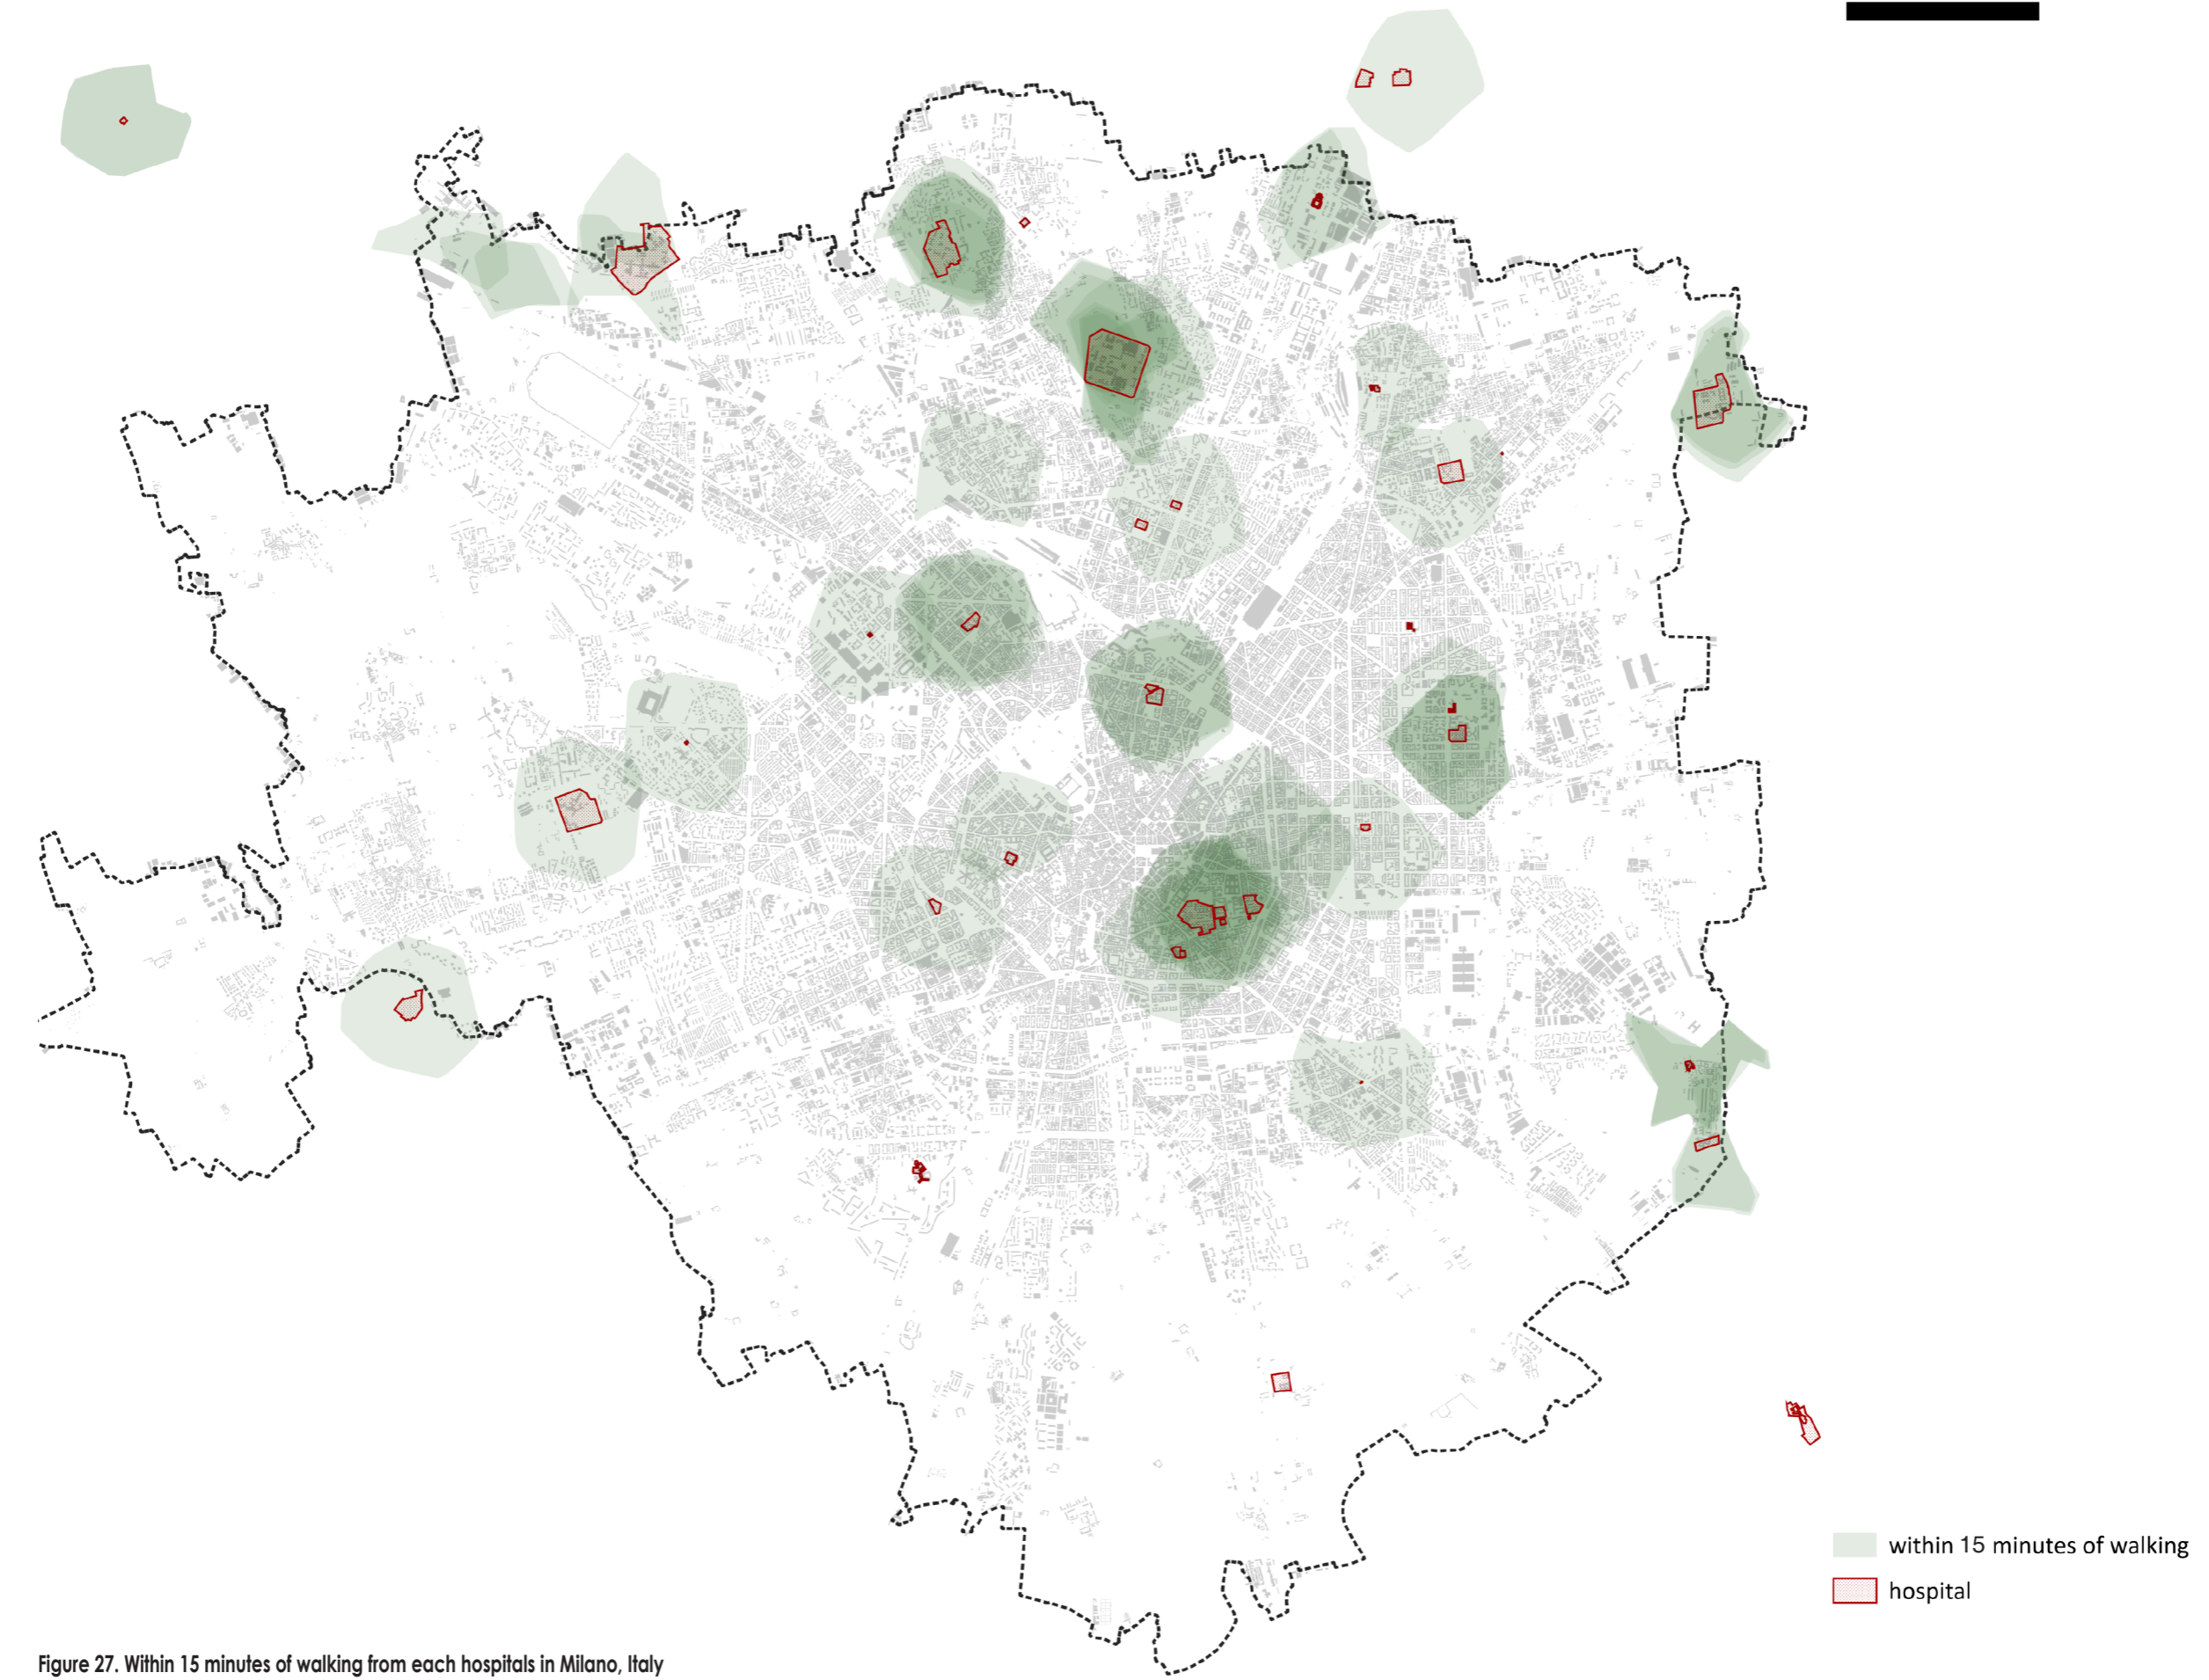 within 15 minutes of walking
hospital
Figure 27. Within 15 minutes of walking from each hospitals in Milano, Italy